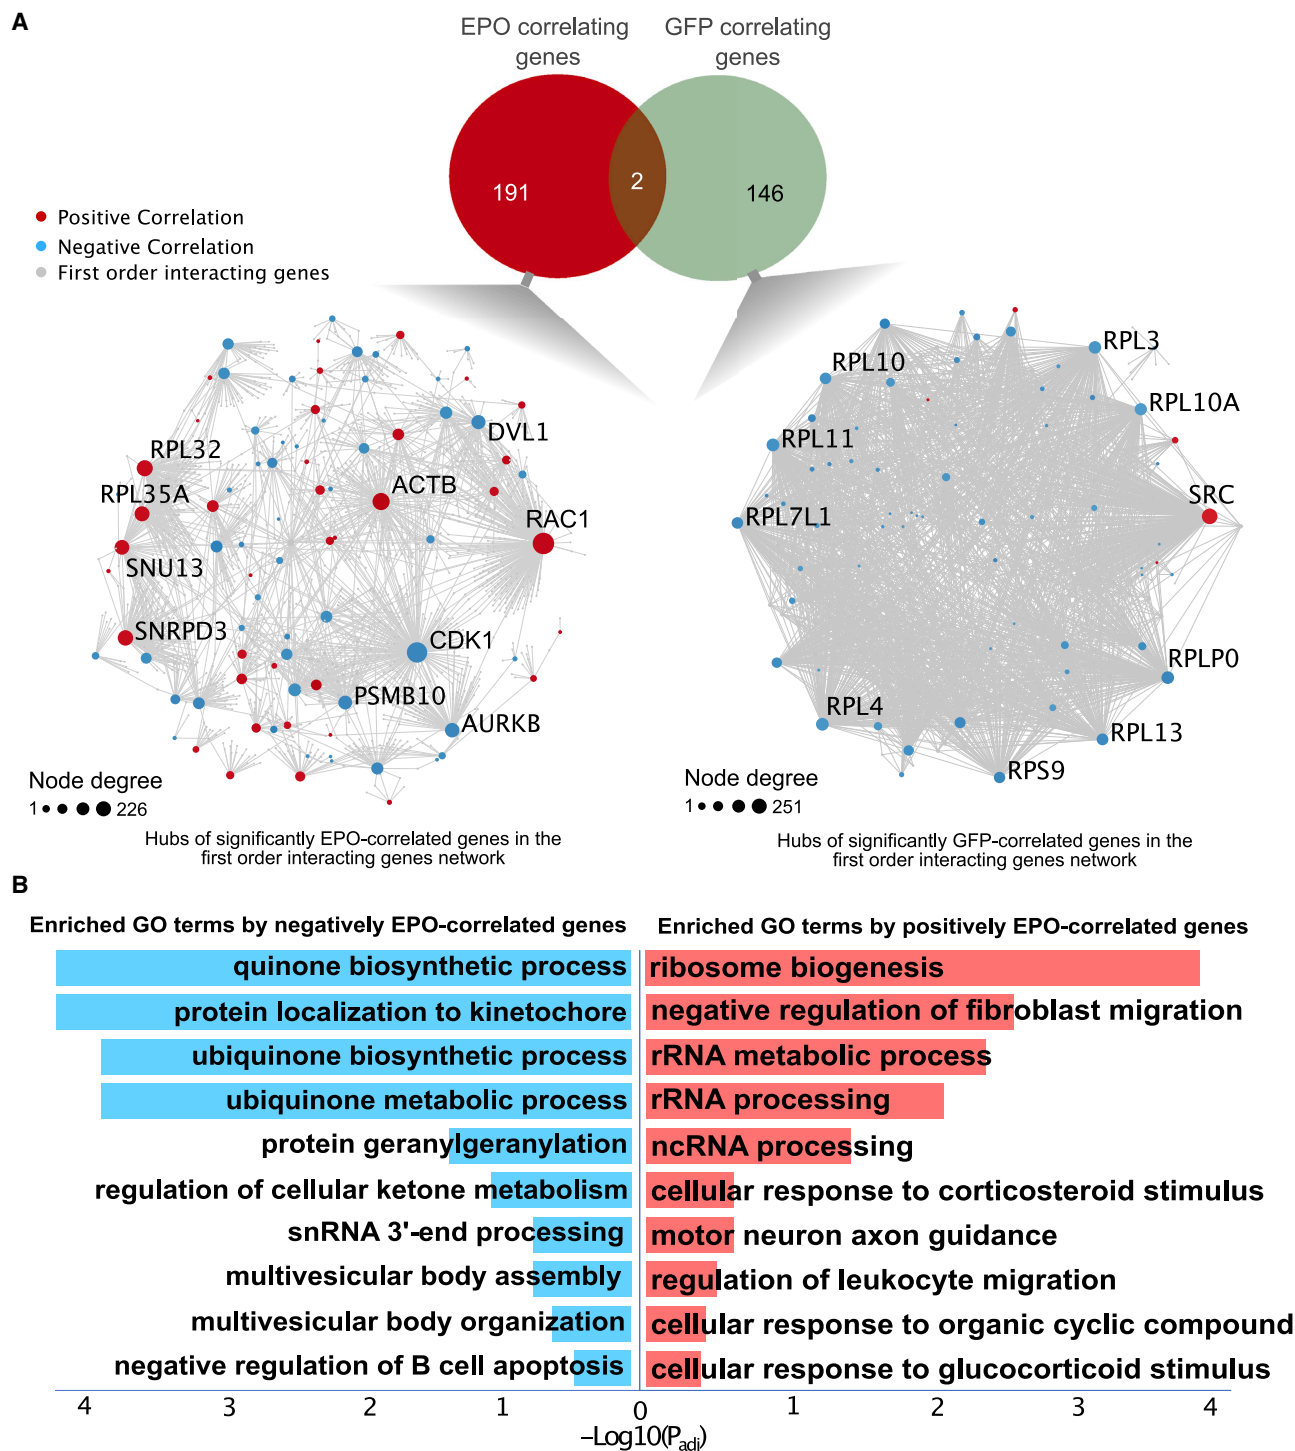 A
EPO correlating
genes
GFP correlating
genes
191
2
146
Positive Correlation
Negative Correlation
First order interacting genes
RPL32
RPL35A
SNU13
SNRPD3
DVL1
ACTB
RAC1
CDK1
PSMB10
AURKB
Node degree
1 226
Hubs of significantly EPO-correlated genes in the
first order interacting genes network
RPL3
RPL10
RPL10A
RPL11
SRC
RPL7L1
RPLP0
RPL4
RPL13
RPS9
Node degree
1 251
Hubs of significantly GFP-correlated genes in the
first order interacting genes network
B
Enriched GO terms by negatively EPO-correlated genes
quinone biosynthetic process
protein localization to kinetochore
ubiquinone biosynthetic process
ubiquinone metabolic process
protein geranylgeranylation
regulation of cellular ketone metabolism
snRNA 3'-end processing
multivesicular body assembly
multivesicular body organization
negative regulation of B cell apoptosis
Enriched GO terms by positively EPO-correlated genes
ribosome biogenesis
negative regulation of fibroblast migration
rRNA metabolic process
rRNA processing
ncRNA processing
cellular response to corticosteroid stimulus
motor neuron axon guidance
regulation of leukocyte migration
cellular response to organic cyclic compound
cellular response to glucocorticoid stimulus
4 3 2 1 0 1 2 3 4
–Log10(Padj)